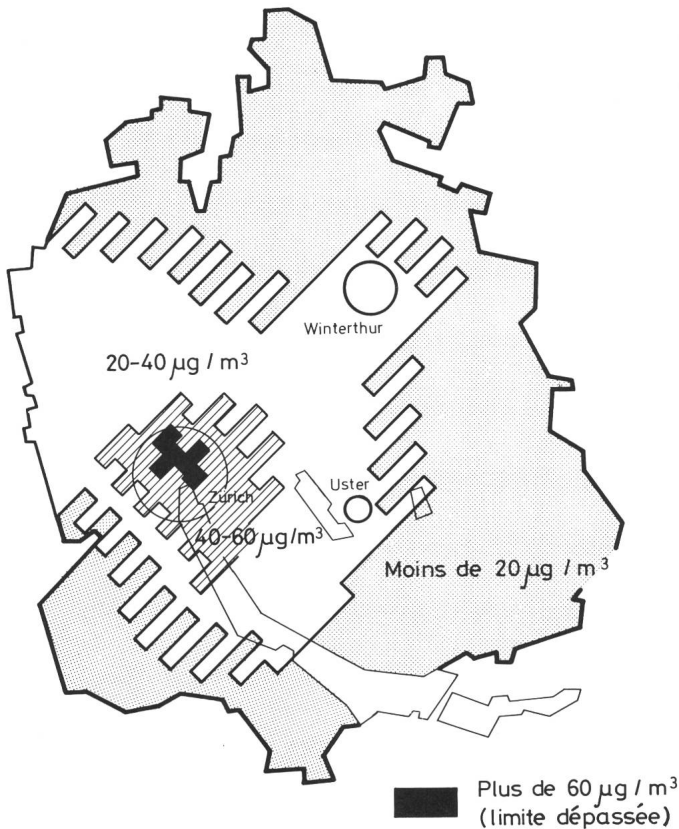 Winterthur
20-40 µg / m³
Zürich
Uster
40-60 µg/m³
Moins de 20 µg / m³
Plus de 60 µg / m³
(limite dépassée)